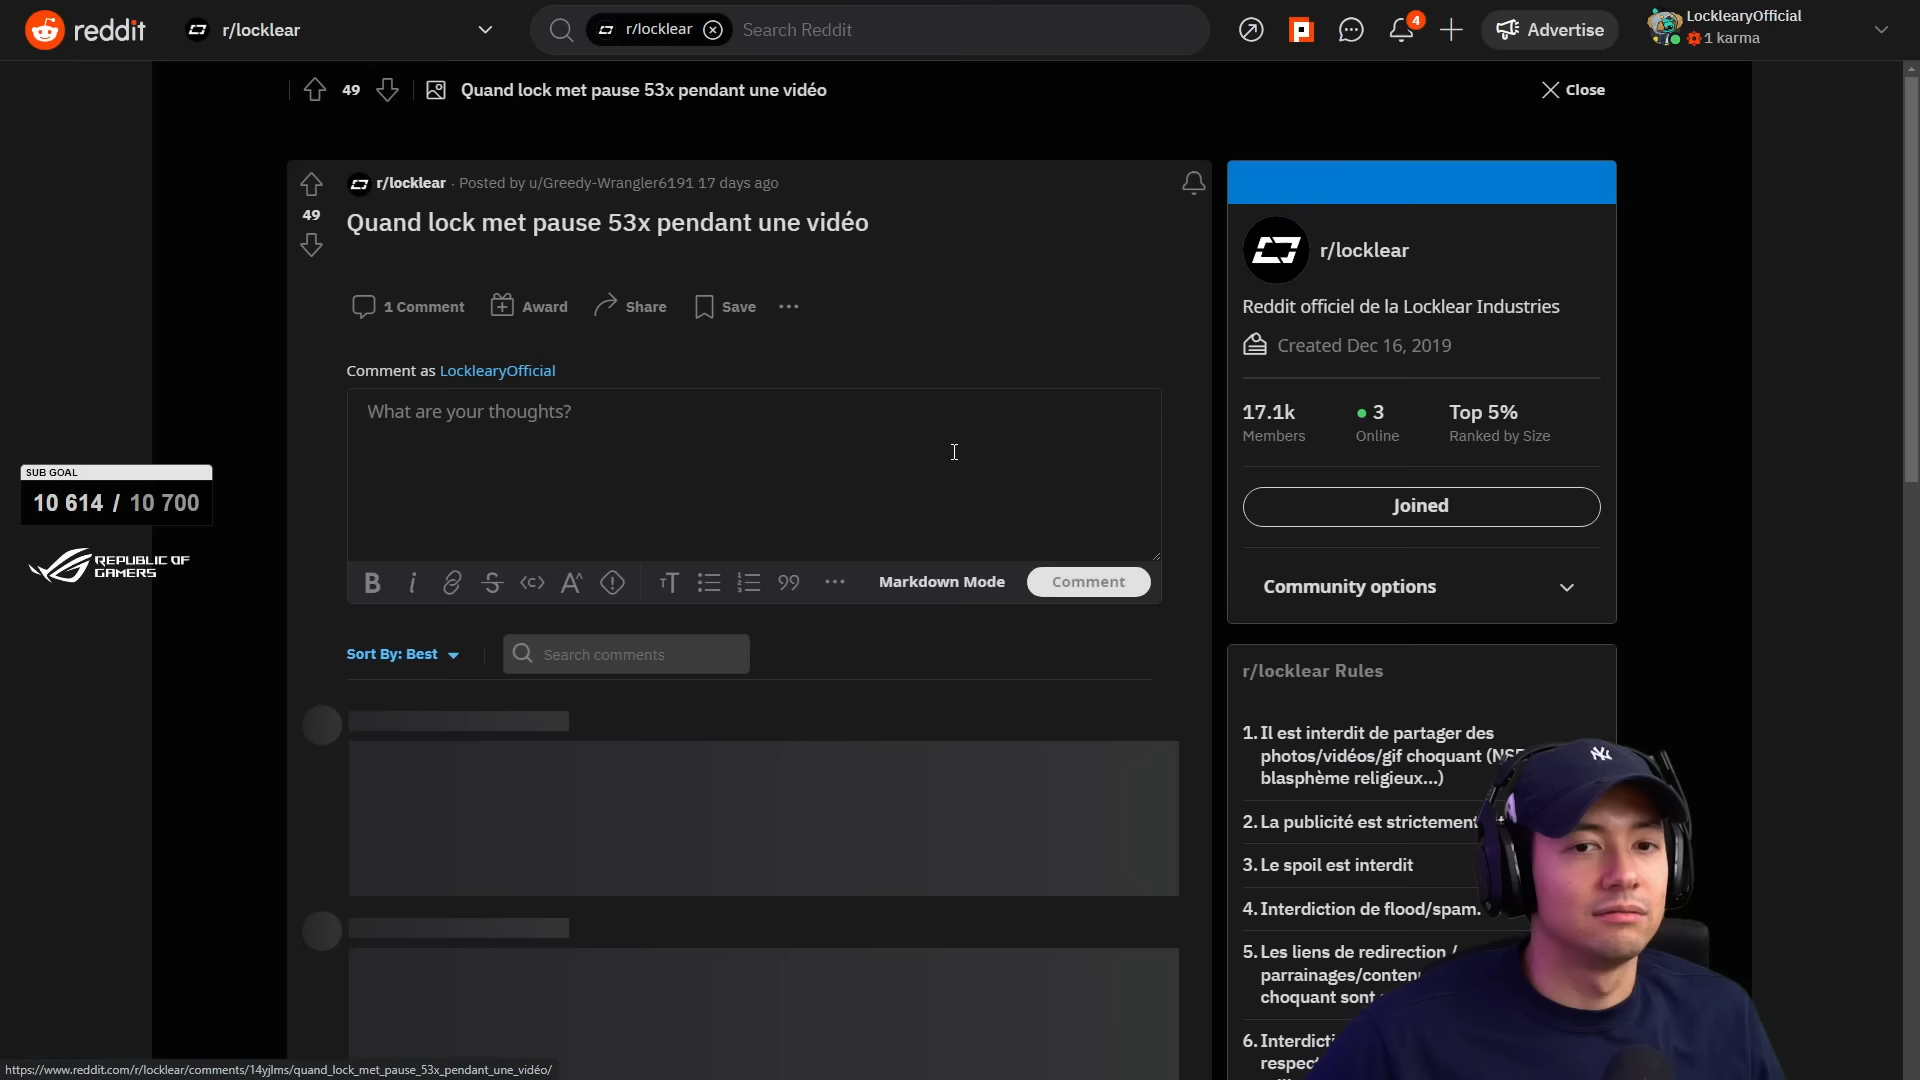 reddit
r/locklear
r/locklear
Search Reddit
4
Advertise
LocklearyOfficial
1 karma
49
Quand lock met pause 53x pendant une vidéo
Close
r/locklear · Posted by u/Greedy-Wrangler6191 17 days ago
49
Quand lock met pause 53x pendant une vidéo
1 Comment
Award
Share
Save
Comment as LocklearyOfficial
What are your thoughts?
Markdown Mode
Comment
Sort By: Best
Search comments
r/locklear
Reddit officiel de la Locklear Industries
Created Dec 16, 2019
17.1k
Members
3
Online
Top 5%
Ranked by Size
Joined
Community options
r/locklear Rules
1. Il est interdit de partager des
photos/vidéos/gif choquant
blasphème religieux...)
2. La publicité est strictement
3. Le spoil est interdit
4. Interdiction de flood/spam.
5. Les liens de redirection /
choquant sont
6.
SUB GOAL
10 614 / 10 700
REPUBLIC OF
GAMERS
NY
https://www.reddit.com/r/locklear/comments/14yjlms/quand_lock_met_pause_53x_pendant_une_vidéo/